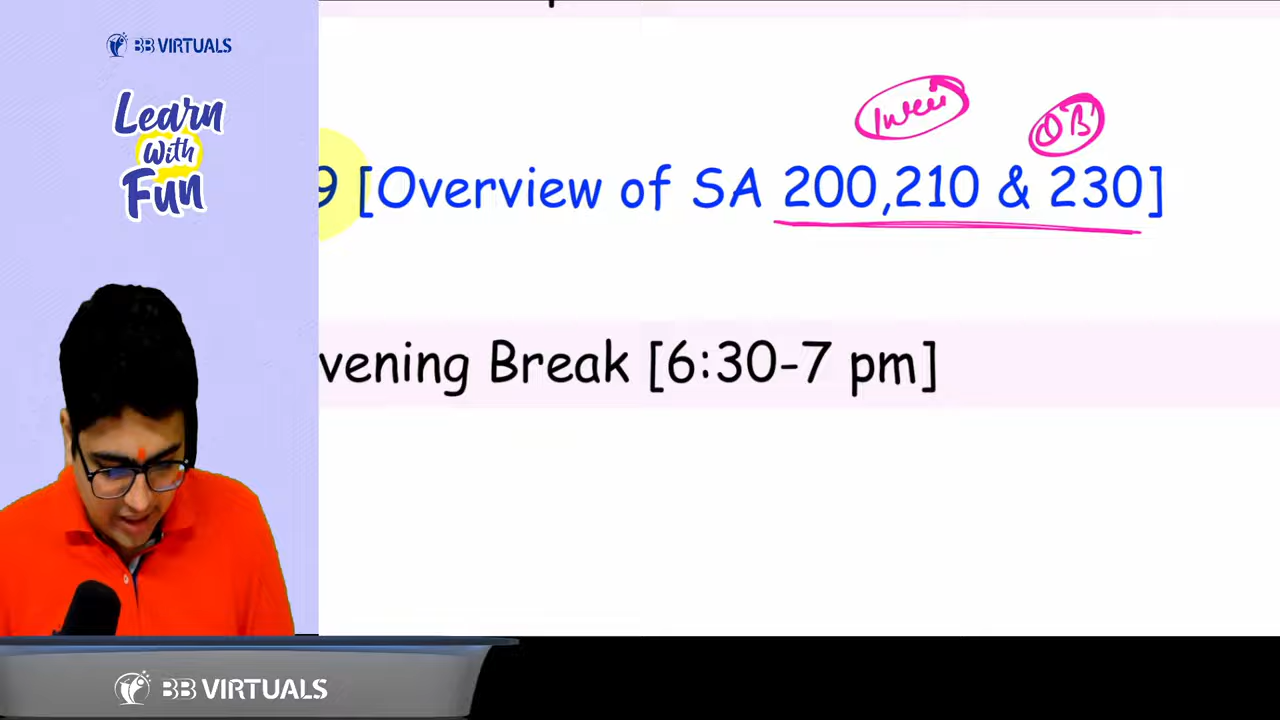 BB VIRTUALS
Learn
With
Fun
9 [Overview of SA 200,210 & 230]
vening Break [6:30-7 pm]
BB VIRTUALS